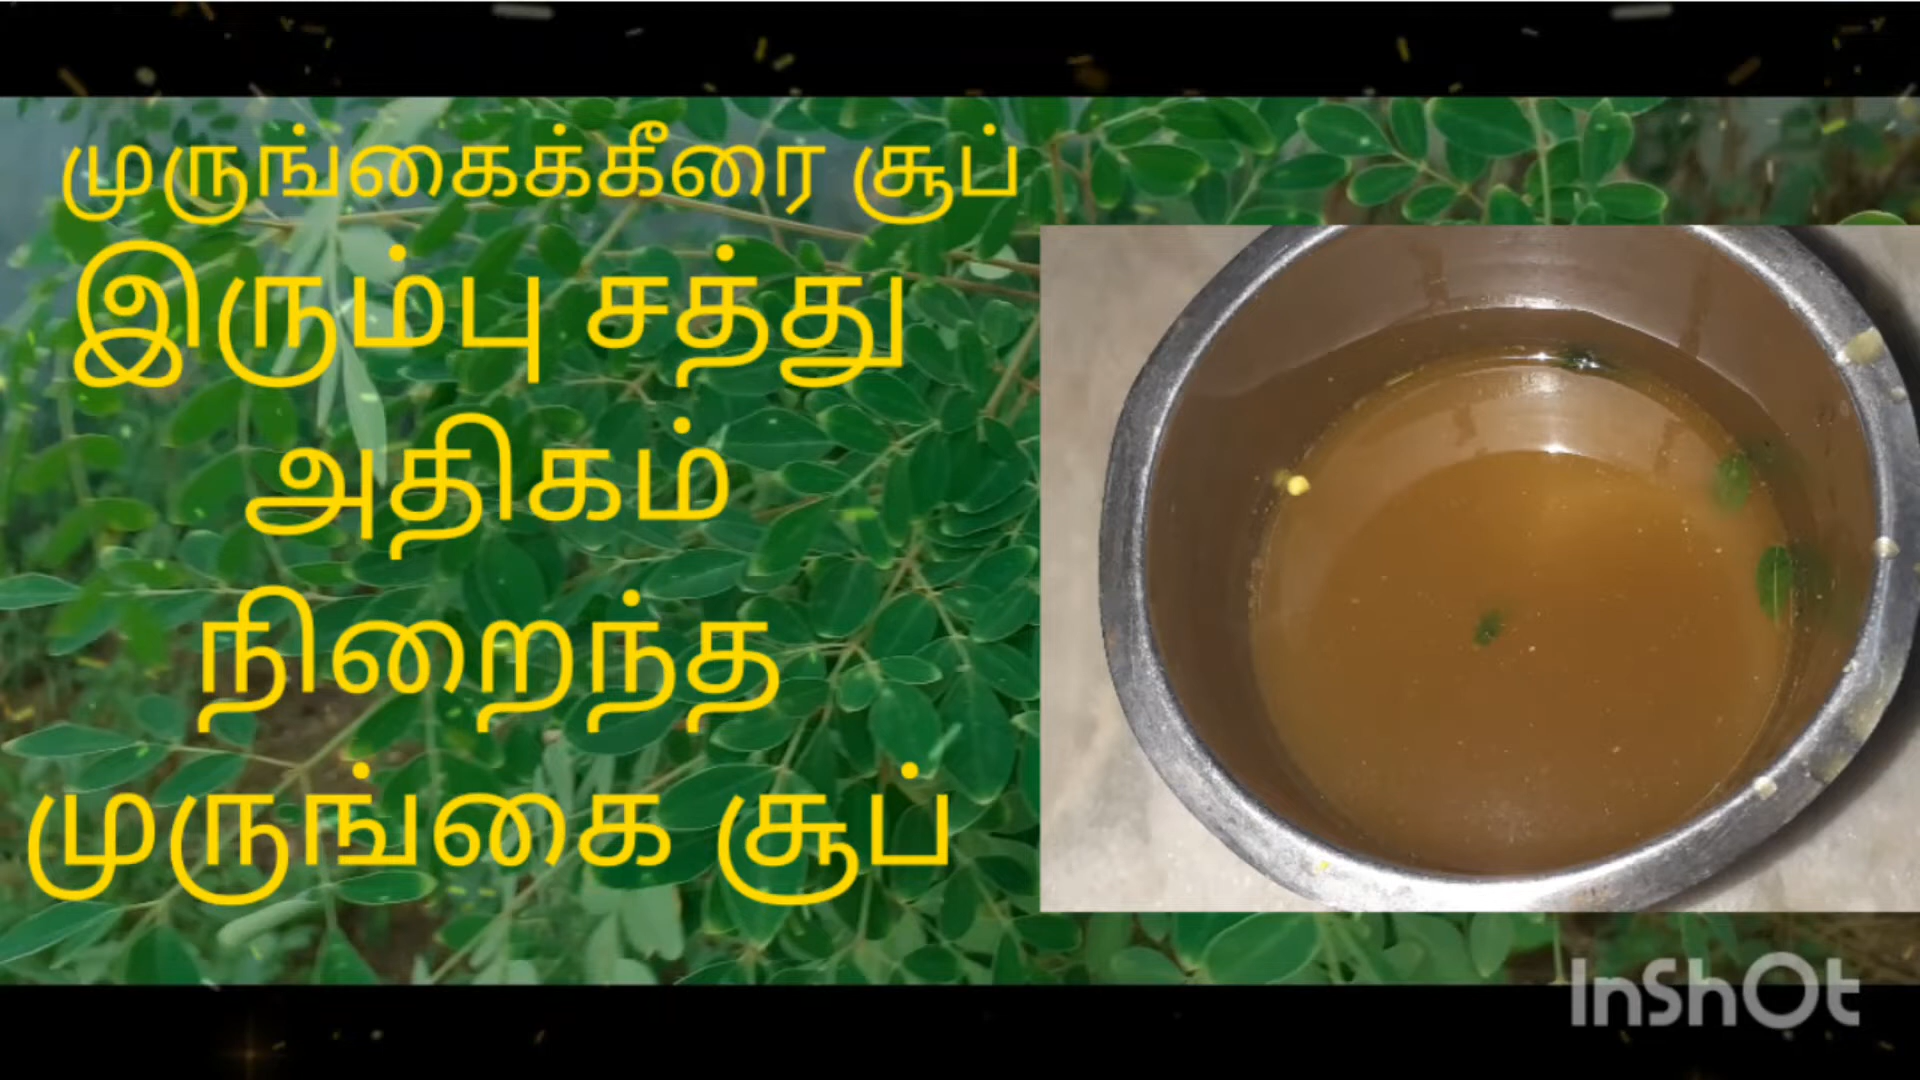 முருங்கைக்கீரை சூப்
இரும்பு சத்து
அதிகம்
நிறைந்த
முருங்கை சூப்
InShOt